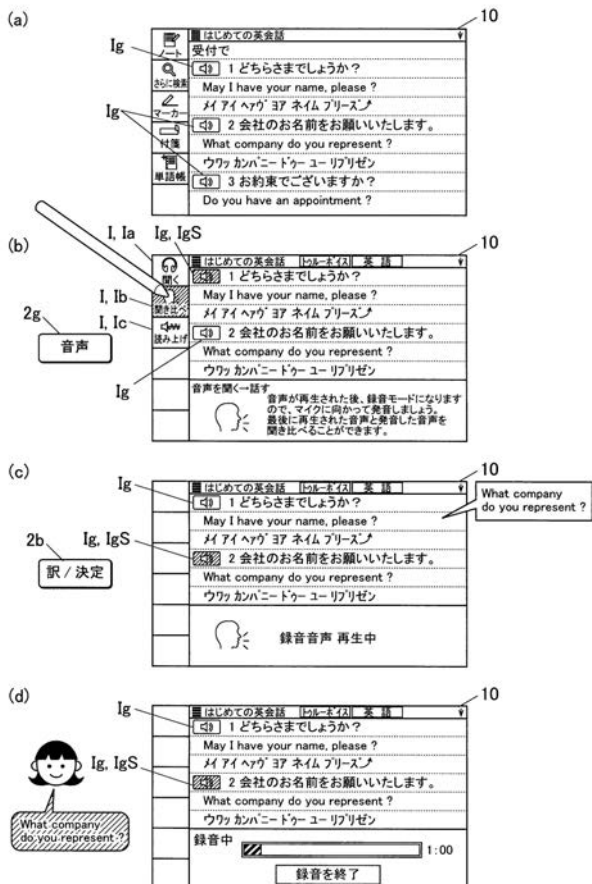 (a)
10
はじめての英会話
ノート
さらに検索
マーカー
付箋
単語帳
受付で
Ig
1 どちらさまでしょうか？
May I have your name, please ?
メイ アイ ヘァヴ ヨア ネイム プリーズ⤴
Ig
2 会社のお名前をお願いいたします。
What company do you represent ?
ウワッ カンパニー ドゥー ユー リプリゼン
3 お約束でございますか？
Do you have an appointment ?
(b)
I, Ia
Ig, IgS
10
はじめての英会話 トゥルーボイス 英 語
聞く
I, Ib
聞き比べ
I, Ic
読み上げ
2g
音声
Ig
1 どちらさまでしょうか？
May I have your name, please ?
メイ アイ ヘァヴ ヨア ネイム プリーズ⤴
2 会社のお名前をお願いいたします。
What company do you represent ?
ウワッ カンパニー ドゥー ユー リプリゼン
音声を聞く→話す
音声が再生された後、録音モードになります
ので、マイクに向かって発音しましょう。
最後に再生された音声と発音した音声を
聞き比べることができます。
(c)
Ig
10
はじめての英会話 トゥルーボイス 英 語
1 どちらさまでしょうか？
What company
do you represent ?
May I have your name, please ?
メイ アイ ヘァヴ ヨア ネイム プリーズ⤴
2b
訳 / 決定
Ig, IgS
2 会社のお名前をお願いいたします。
What company do you represent ?
ウワッ カンパニー ドゥー ユー リプリゼン
録音音声 再生中
(d)
Ig
10
はじめての英会話 トゥルーボイス 英 語
1 どちらさまでしょうか？
May I have your name, please ?
メイ アイ ヘァヴ ヨア ネイム プリーズ⤴
Ig, IgS
2 会社のお名前をお願いいたします。
What company do you represent ?
ウワッ カンパニー ドゥー ユー リプリゼン
What company
do you represent ?
録音中
1:00
録音を終了